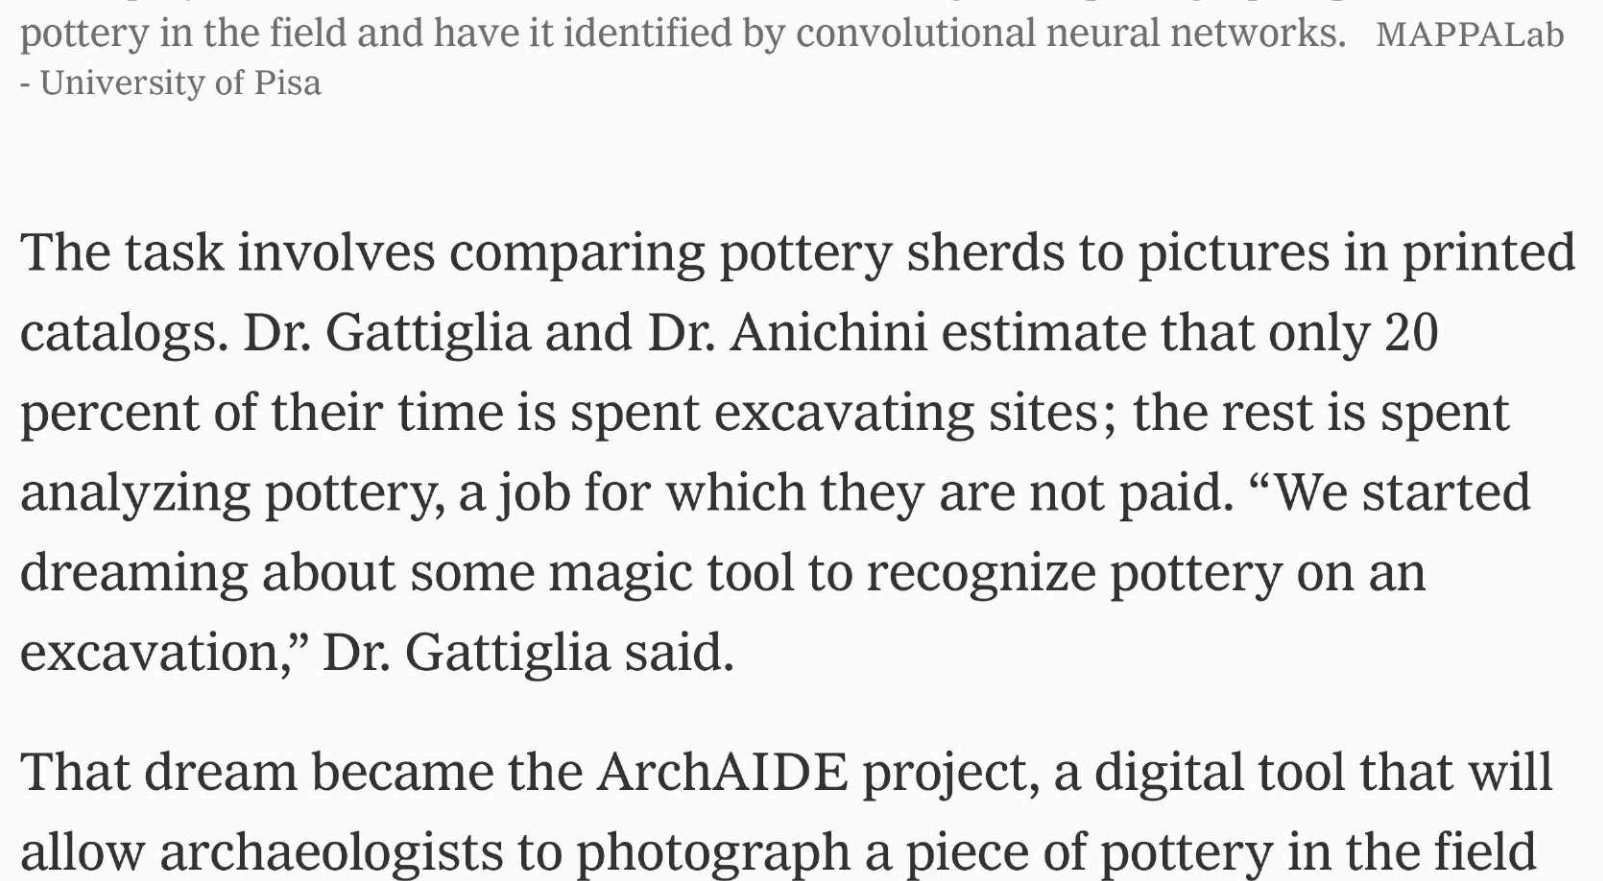 pottery in the field and have it identified by convolutional neural networks. MAPPALab
- University of Pisa
The task involves comparing pottery sherds to pictures in printed
catalogs. Dr. Gattiglia and Dr. Anichini estimate that only 20
percent of their time is spent excavating sites; the rest is spent
analyzing pottery, a job for which they are not paid. “We started
dreaming about some magic tool to recognize pottery on an
excavation,” Dr. Gattiglia said.
That dream became the ArchAIDE project, a digital tool that will
allow archaeologists to photograph a piece of pottery in the field